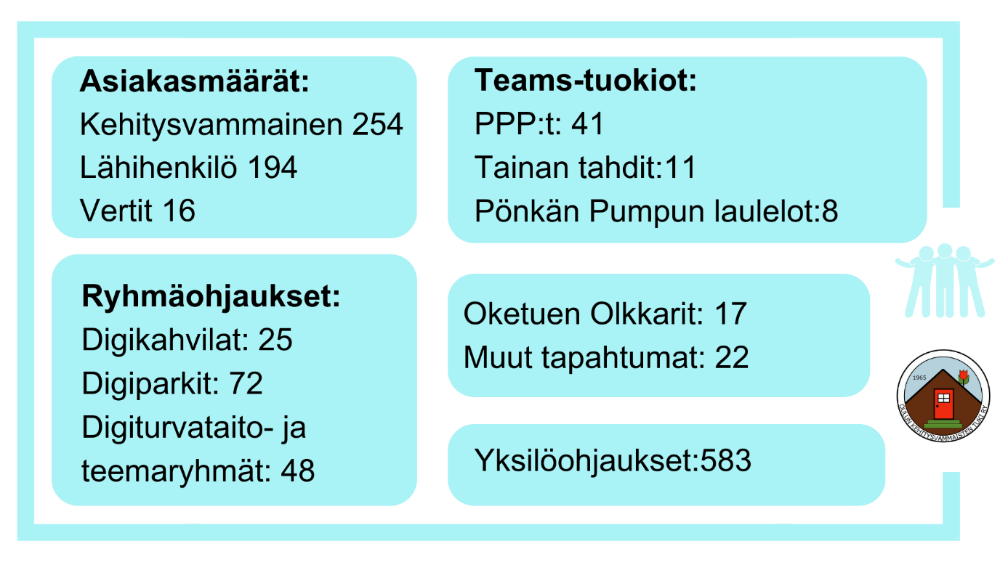 Asiakasmäärät:
Kehitysvammainen 254
Lähihenkilö 194
Vertit 16
Ryhmäohjaukset:
Digikahvilat: 25
Digiparkit: 72
Digiturvataito- ja
teemaryhmät: 48
Teams-tuokiot:
PPP:t: 41
Tainan tahdit:11
Pönkän Pumpun laulelot:8
Oketuen Olkkarit: 17
Muut tapahtumat: 22
Yksilöohjaukset:583
1965
OULUN KEHITYSVAMMAISTEN TUKI RY